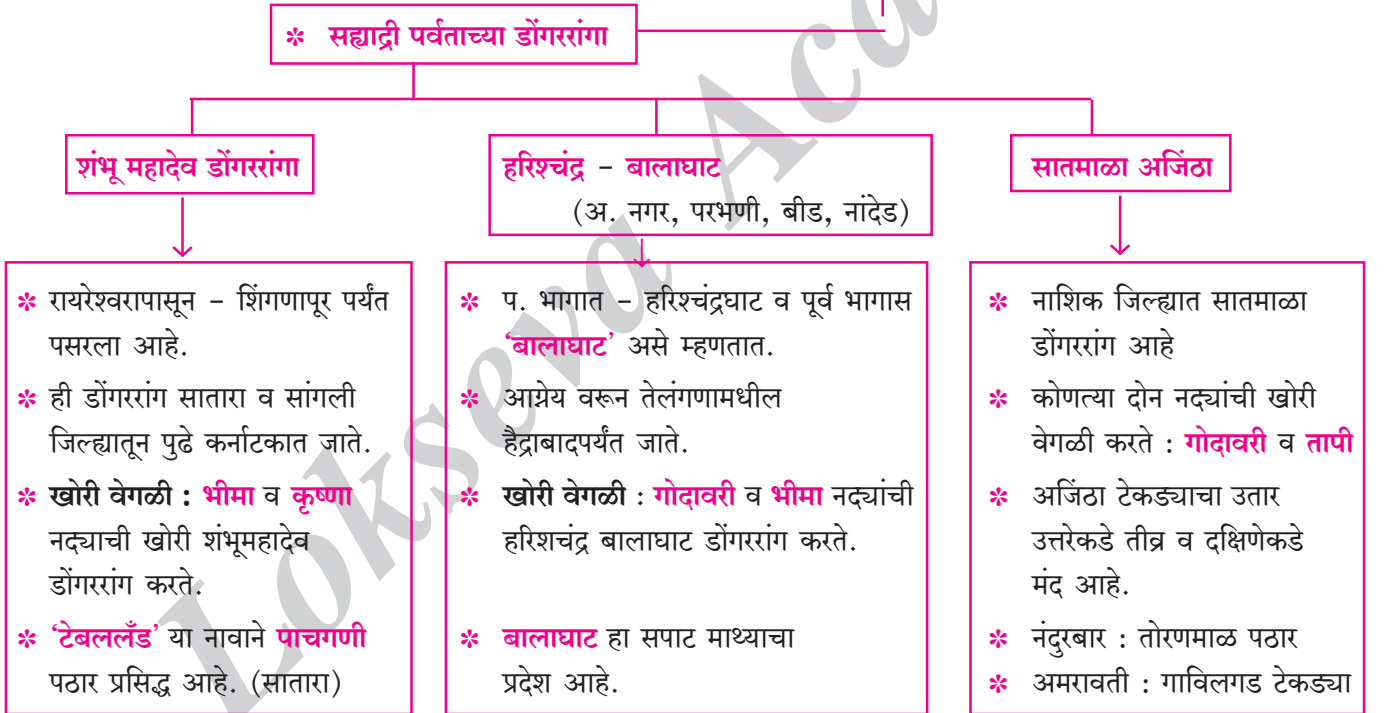 ✽ सह्याद्री पर्वताच्या डोंगररांगा
शंभू महादेव डोंगररांगा
हरिश्चंद्र – बालाघाट
(अ. नगर, परभणी, बीड, नांदेड)
सातमाळा अजिंठा
✽ रायरेश्वरापासून – शिंगणापूर पर्यंत
पसरला आहे.
✽ ही डोंगररांग सातारा व सांगली
जिल्ह्यातून पुढे कर्नाटकात जाते.
✽ खोरी वेगळी : भीमा व कृष्णा
नद्याची खोरी शंभूमहादेव
डोंगररांग करते.
✽ ‘टेबललँड’ या नावाने पाचगणी
पठार प्रसिद्ध आहे. (सातारा)
✽ प. भागात – हरिश्चंद्रघाट व पूर्व भागास
‘बालाघाट’ असे म्हणतात.
✽ आग्नेय वरून तेलंगणामधील
हैद्राबादपर्यंत जाते.
✽ खोरी वेगळी : गोदावरी व भीमा नद्यांची
हरिशचंद्र बालाघाट डोंगररांग करते.
✽ बालाघाट हा सपाट माथ्याचा
प्रदेश आहे.
✽ नाशिक जिल्ह्यात सातमाळा
डोंगररांग आहे
✽ कोणत्या दोन नद्यांची खोरी
वेगळी करते : गोदावरी व तापी
✽ अजिंठा टेकड्याचा उतार
उत्तरेकडे तीव्र व दक्षिणेकडे
मंद आहे.
✽ नंदुरबार : तोरणमाळ पठार
✽ अमरावती : गाविलगड टेकड्या
Lokseva Aca